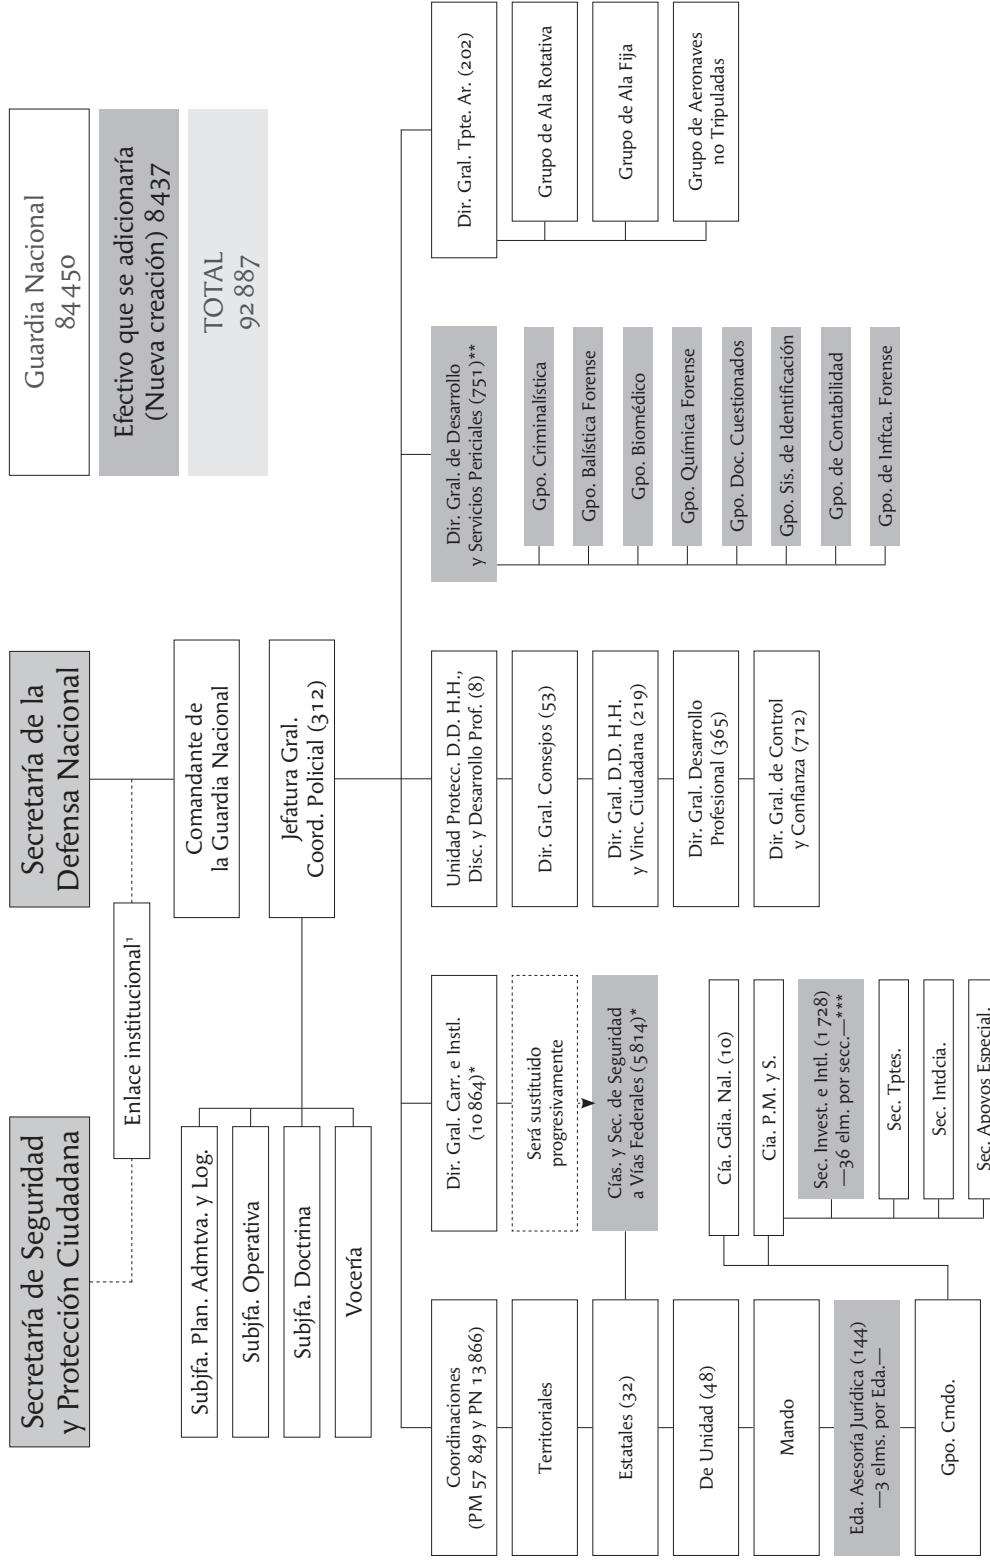 Secretaría de Seguridad
y Protección Ciudadana
Secretaría de la
Defensa Nacional
Guardia Nacional
84 450
Efectivo que se adicionaría
(Nueva creación) 8 437
TOTAL
92 887
Enlace institucional¹
Comandante de
la Guardia Nacional
Jefatura Gral.
Coord. Policial (312)
Subjfa. Plan. Admtva. y Log.
Subjfa. Operativa
Subjfa. Doctrina
Vocería
Coordinaciones
(PM 57 849 y PN 13 866)
Territoriales
Estatales (32)
De Unidad (48)
Mando
Eda. Asesoría Jurídica (144)
—3 elms. por Eda.—
Gpo. Cmdo.
Dir. Gral. Carr. e Instl.
(10 864)*
Será sustituido
progresivamente
Cías. y Sec. de Seguridad
a Vías Federales (5 814)*
Cía. Gdia. Nal. (10)
Cia. P.M. y S.
Sec. Invest. e Intl. (1 728)
—36 elm. por secc.—***
Sec. Tptes.
Sec. Intdcia.
Sec. Apoyos Especial.
Unidad Protecc. D.D. H.H.,
Disc. y Desarrollo Prof. (8)
Dir. Gral. Consejos (53)
Dir. Gral. D.D. H.H.
y Vinc. Ciudadana (219)
Dir. Gral. Desarrollo
Profesional (365)
Dir. Gral. de Control
y Confianza (712)
Dir. Gral. de Desarrollo
y Servicios Periciales (751)**
Gpo. Criminalística
Gpo. Balística Forense
Gpo. Biomédico
Gpo. Química Forense
Gpo. Doc. Cuestionados
Gpo. Sis. de Identificación
Gpo. de Contabilidad
Gpo. de Inftca. Forense
Dir. Gral. Tpte. Ar. (202)
Grupo de Ala Rotativa
Grupo de Ala Fija
Grupo de Aeronaves
no Tripuladas